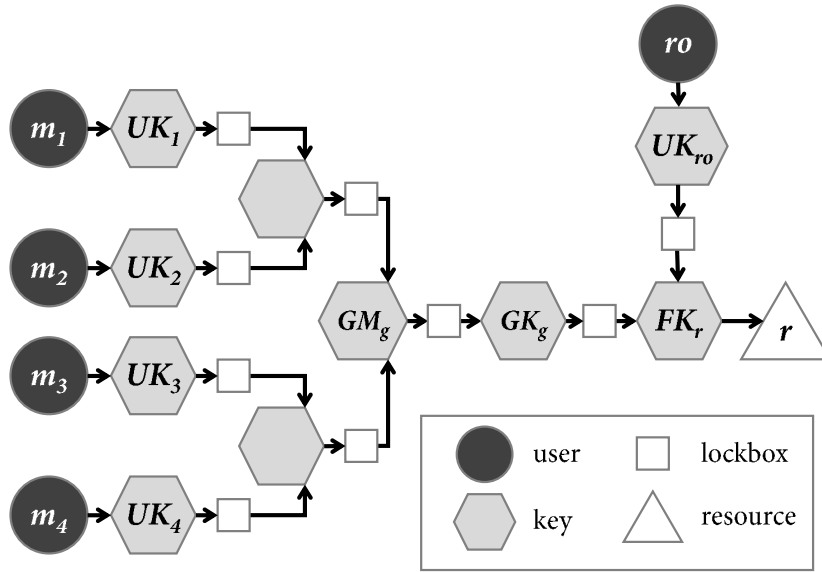 ro
m1 UK1
UKro
m2 UK2
GMg GKg FKr r
m3 UK3
user lockbox
m4 UK4
key resource